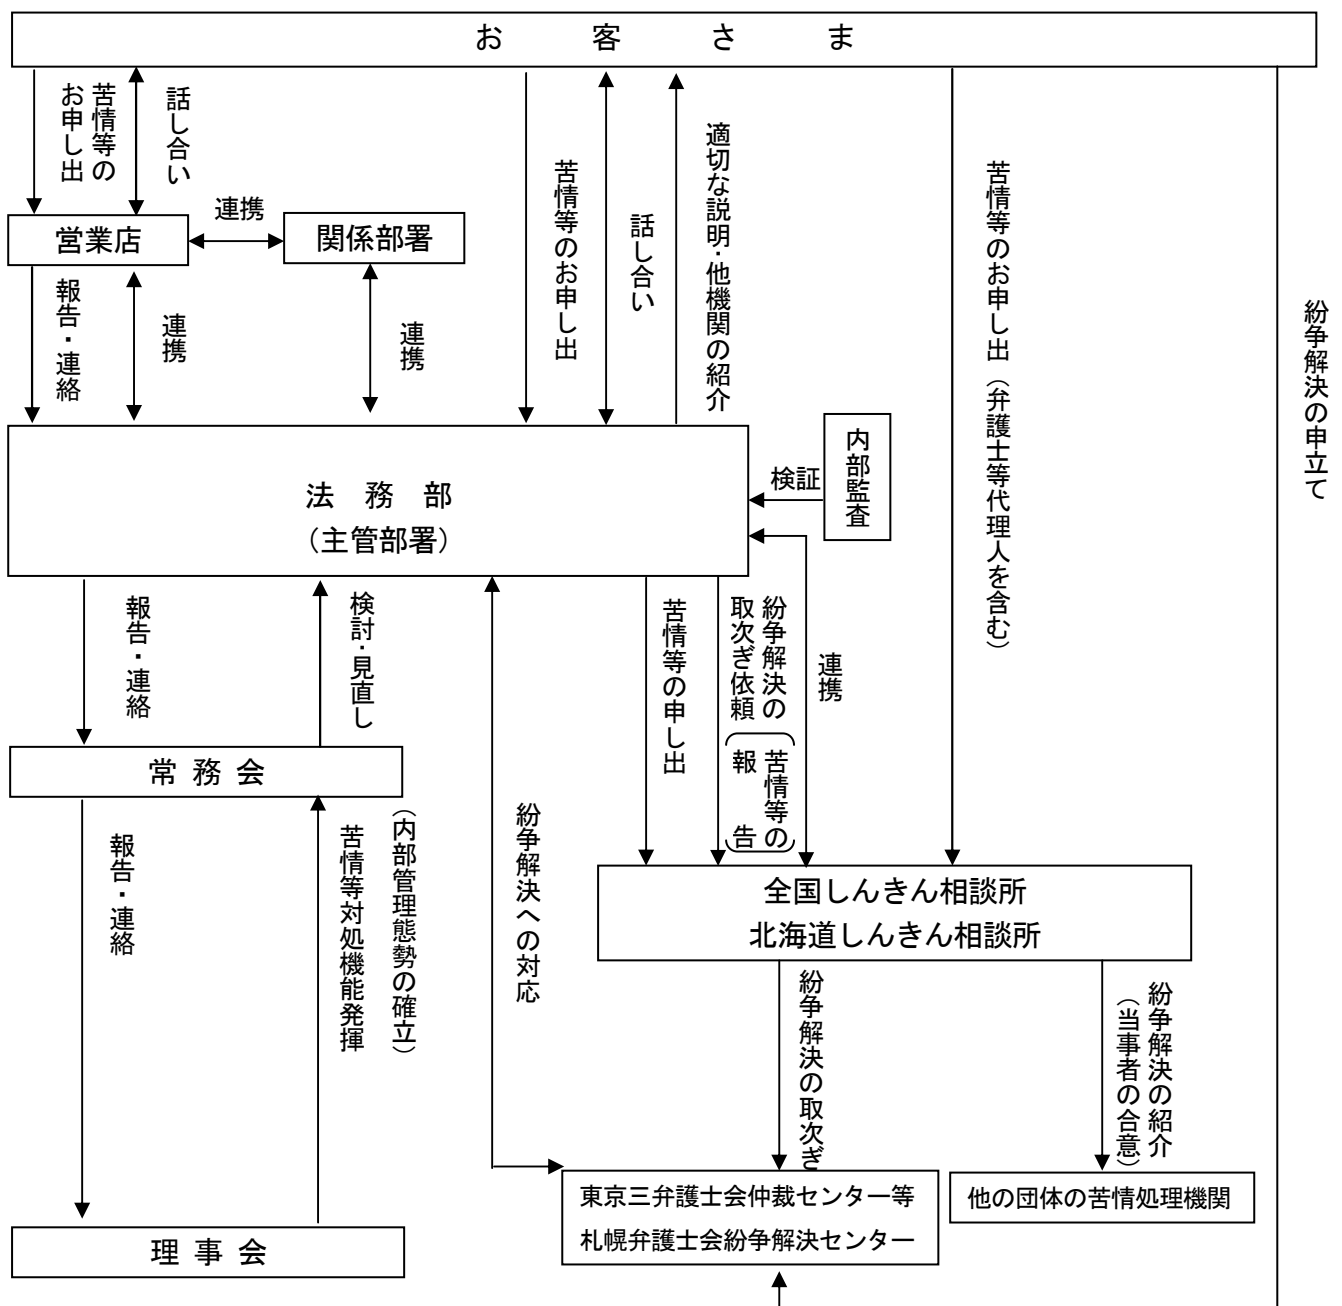 お客さま
苦情等の
お申し出
話し合い
苦情等のお申し出
話し合い
適切な説明・他機関の紹介
苦情等のお申し出（弁護士等代理人を含む）
紛争解決の申立て
営業店
連携
関係部署
報告・連絡
連携
連携
法務部
（主管部署）
検証
内部監査
報告・連絡
検討・見直し
紛争解決への対応
苦情等の申し出
紛争解決の
取次ぎ依頼
（苦情等の
報告）
連携
常務会
報告・連絡
苦情等対処機能発揮
（内部管理態勢の確立）
全国しんきん相談所
北海道しんきん相談所
紛争解決の取次ぎ
紛争解決の紹介
（当事者の合意）
東京三弁護士会仲裁センター等
札幌弁護士会紛争解決センター
他の団体の苦情処理機関
理事会